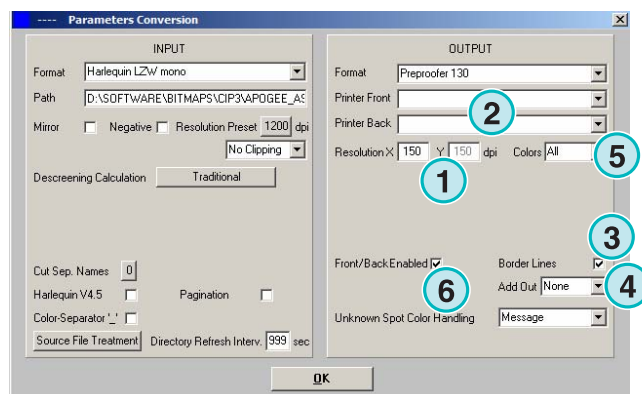 ---- Parameters Conversion
INPUT
Format Harlequin LZW mono
Path D:\SOFTWARE\BITMAPS\CIP3\APOGEE_AS
Mirror Negative Resolution Preset 1200 dpi
No Clipping
Descreening Calculation Traditional
Cut Sep. Names 0
Harlequin V4.5 Pagination
Color-Separator '_'
Source File Treatment Directory Refresh Interv. 999 sec
OUTPUT
Format Preproofer 130
Printer Front
2
Printer Back
Resolution X 150 Y 150 dpi Colors All 5
1
3
Front/Back Enabled Border Lines
6 Add Out None 4
Unknown Spot Color Handling Message
OK